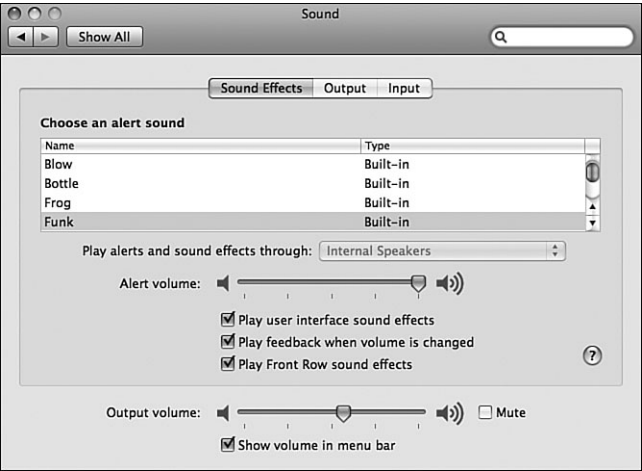 Sound
Show All
Sound Effects Output Input
Choose an alert sound
Name Type
Blow Built-in
Bottle Built-in
Frog Built-in
Funk Built-in
Play alerts and sound effects through: Internal Speakers
Alert volume:
Play user interface sound effects
Play feedback when volume is changed
Play Front Row sound effects
?
Output volume: Mute
Show volume in menu bar